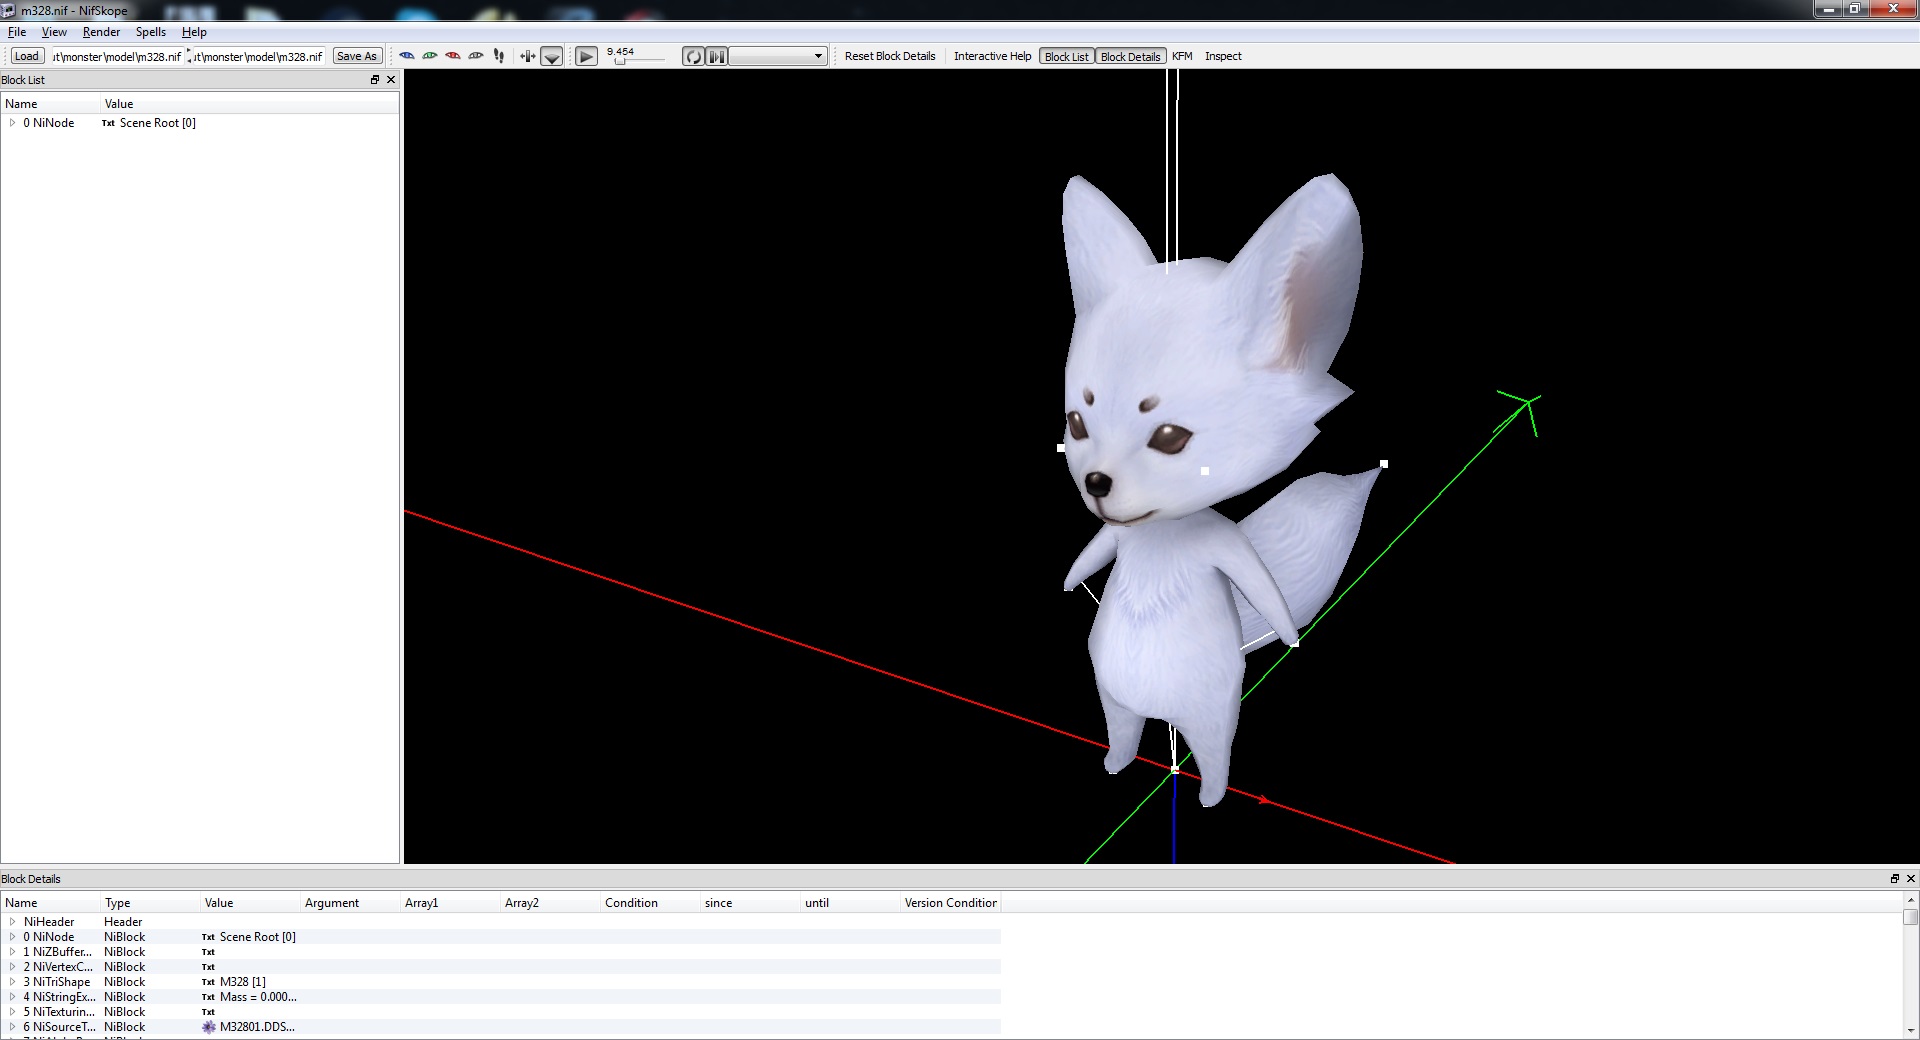 m328.nif - NifSkope
File View Render Spells Help
Load ut\monster\model\m328.nif ut\monster\model\m328.nif Save As 9.454 Reset Block Details Interactive Help Block List Block Details KFM Inspect
Block List
Name Value
0 NiNode Txt Scene Root [0]
Block Details
Name Type Value Argument Array1 Array2 Condition since until Version Condition
NiHeader Header
0 NiNode NiBlock Txt Scene Root [0]
1 NiZBuffer... NiBlock Txt
2 NiVertexC... NiBlock Txt
3 NiTriShape NiBlock Txt M328 [1]
4 NiStringEx... NiBlock Txt Mass = 0.000...
5 NiTexturin... NiBlock Txt
6 NiSourceT... NiBlock M32801.DDS...